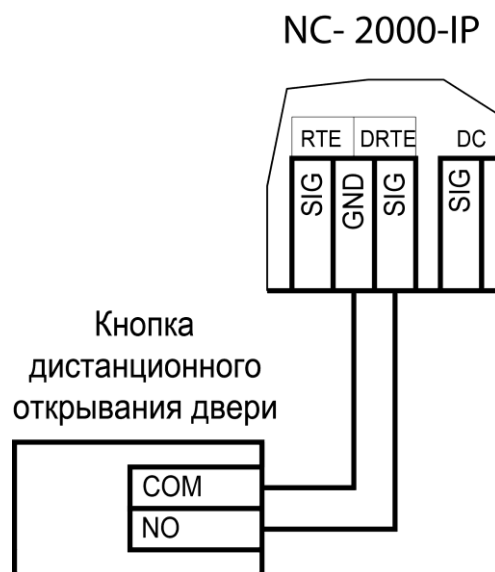 NC- 2000-IP
RTE DRTE DC
SIG GND SIG SIG
Кнопка
дистанционного
открывания двери
COM
NO